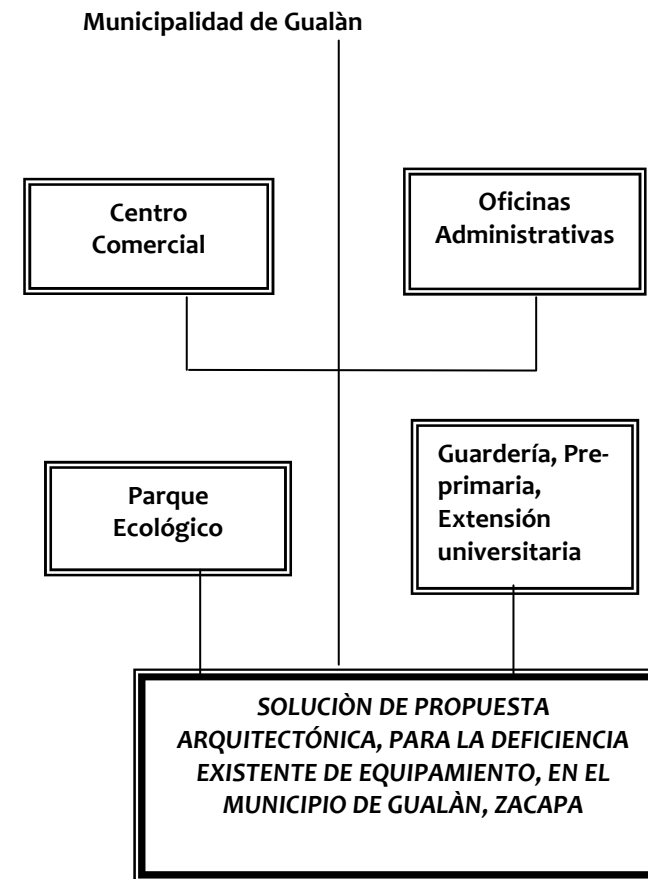 Municipalidad de Gualàn
Centro
Comercial
Oficinas
Administrativas
Parque
Ecológico
Guardería, Pre-
primaria,
Extensión
universitaria
SOLUCIÒN DE PROPUESTA
ARQUITECTÓNICA, PARA LA DEFICIENCIA
EXISTENTE DE EQUIPAMIENTO, EN EL
MUNICIPIO DE GUALÀN, ZACAPA